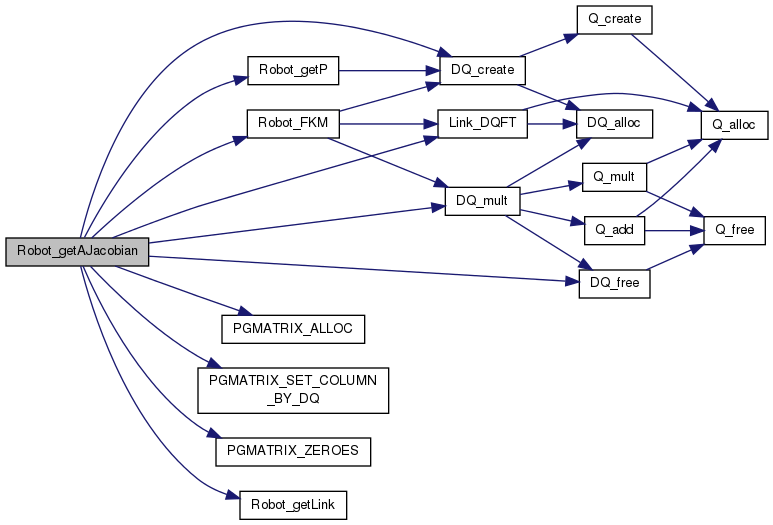 Q_create
Robot_getP
DQ_create
Robot_FKM
Link_DQFT
DQ_alloc
Q_alloc
Q_mult
DQ_mult
Q_add
Q_free
Robot_getAJacobian
DQ_free
PGMATRIX_ALLOC
PGMATRIX_SET_COLUMN
_BY_DQ
PGMATRIX_ZEROES
Robot_getLink